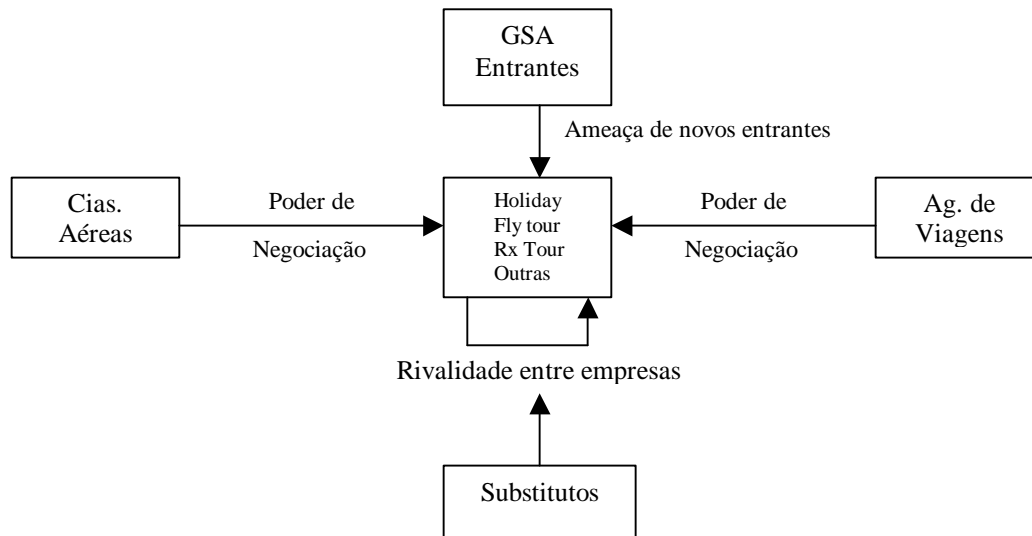 GSA
Entrantes
Ameaça de novos entrantes
Cias.
Aéreas
Poder de
Negociação
Holiday
Fly tour
Rx Tour
Outras
Poder de
Negociação
Ag. de
Viagens
Rivalidade entre empresas
Substitutos